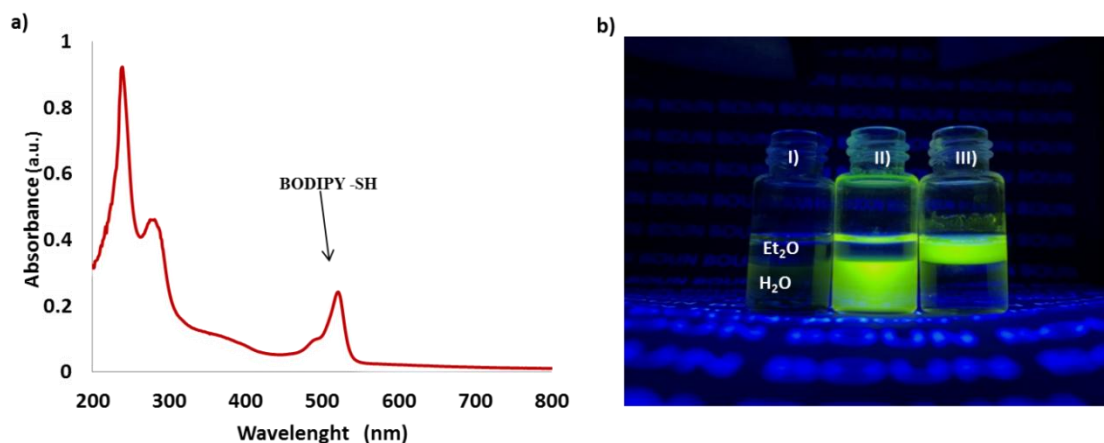 a)
1
0.8
0.6
0.4
0.2
0
Absorbance (a.u.)
BODIPY -SH
200 300 400 500 600 700 800
Wavelenght (nm)
b)
I) II) III)
Et₂O
H₂O